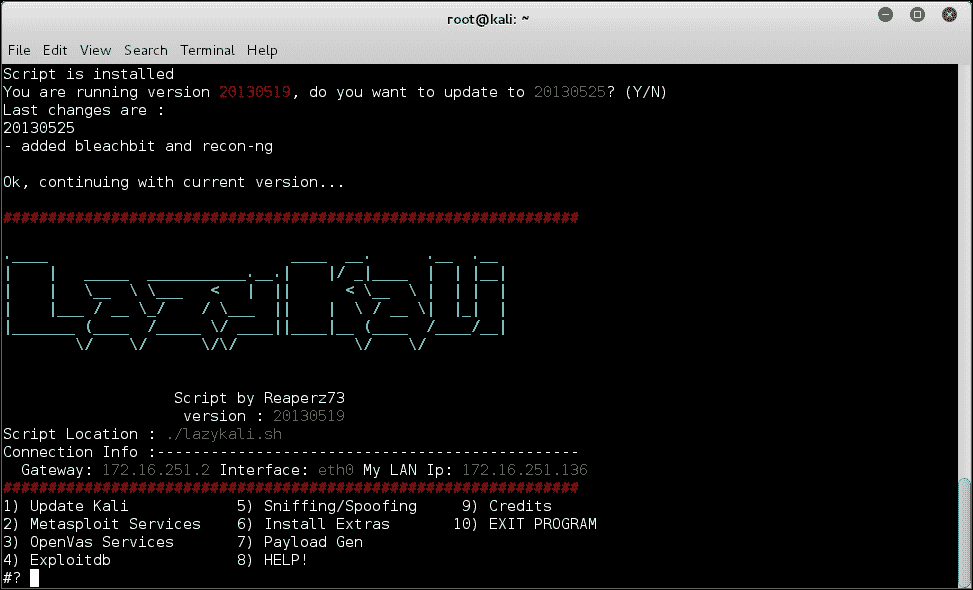 root@kali: ~
File Edit View Search Terminal Help
Script is installed
You are running version 20130519, do you want to update to 20130525? (Y/N)
Last changes are :
20130525
- added bleachbit and recon-ng
Ok, continuing with current version...
################################################################
LazyKali
Script by Reaperz73
version : 20130519
Script Location : ./lazykali.sh
Connection Info :-----------------------------------------------
Gateway: 172.16.251.2 Interface: eth0 My LAN Ip: 172.16.251.136
################################################################
1) Update Kali 5) Sniffing/Spoofing 9) Credits
2) Metasploit Services 6) Install Extras 10) EXIT PROGRAM
3) OpenVas Services 7) Payload Gen
4) Exploitdb 8) HELP!
#?